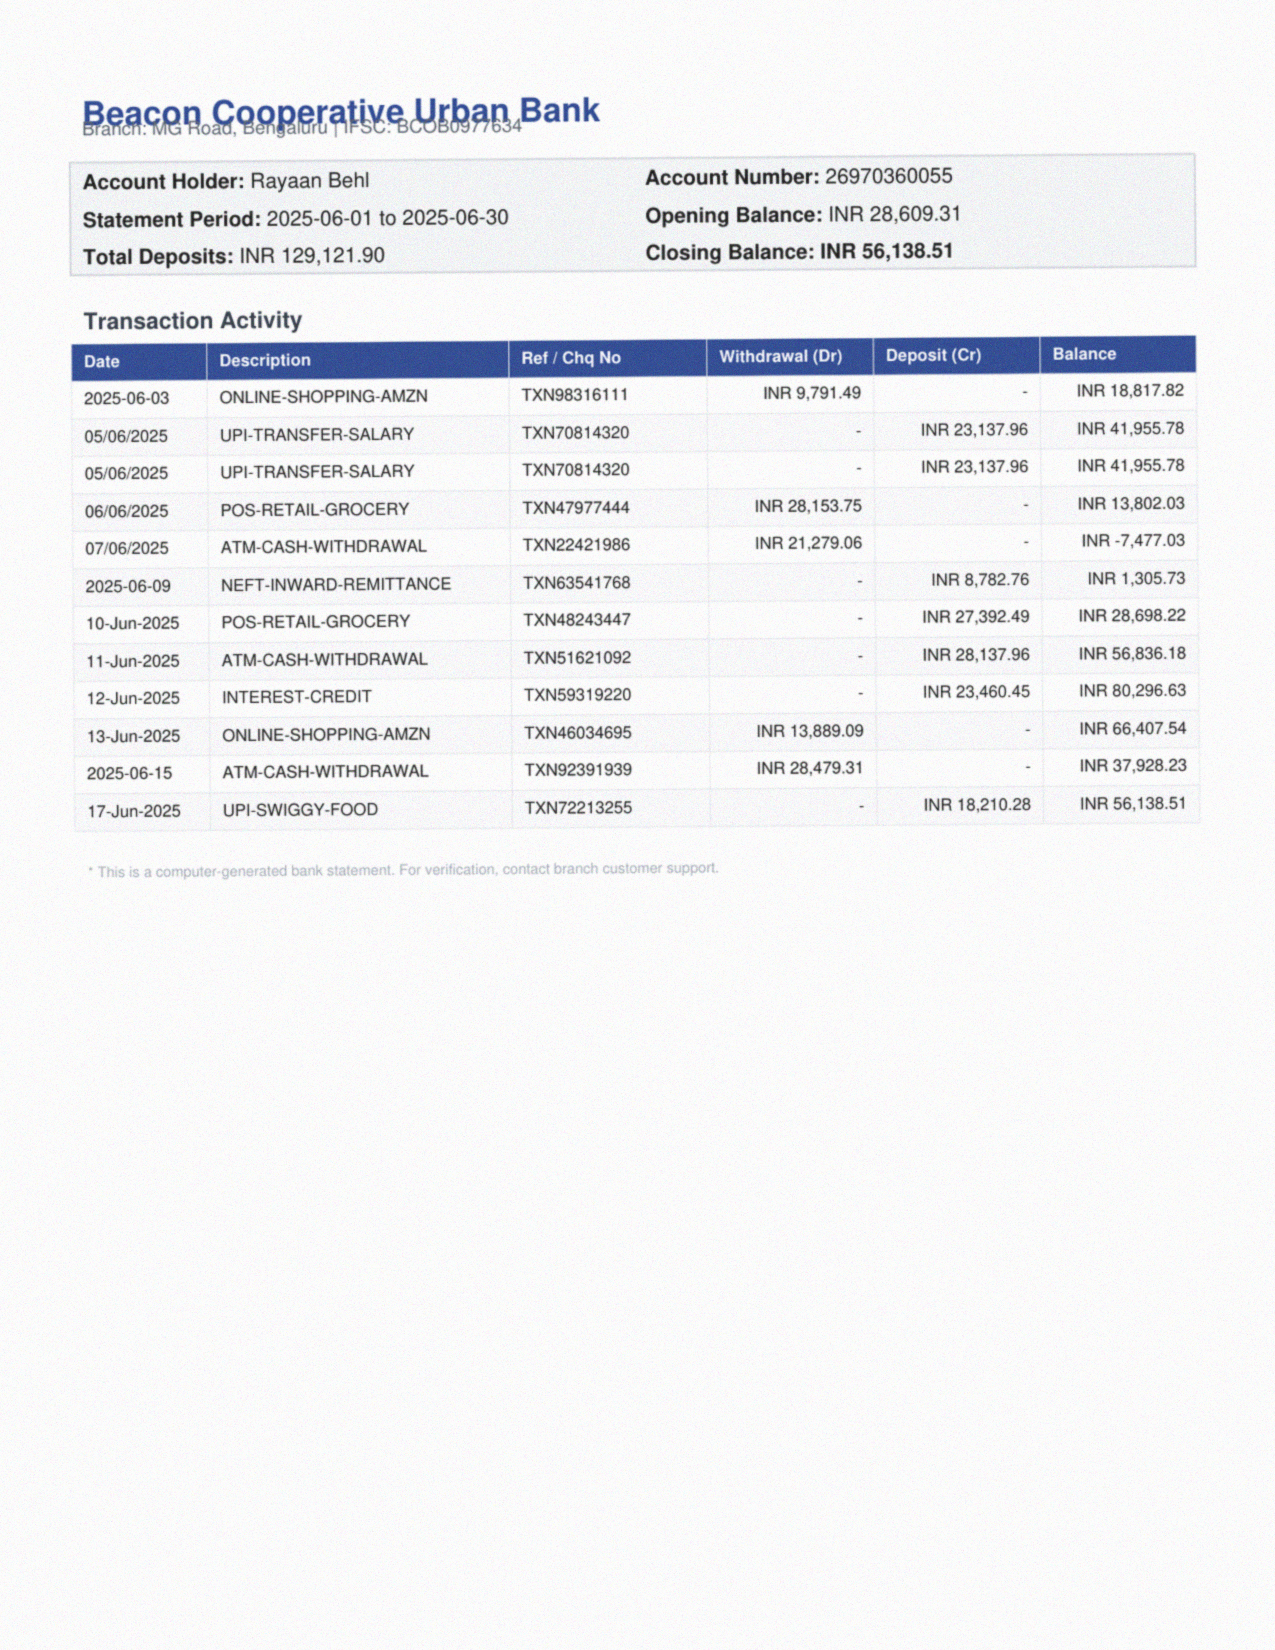 Beacon Cooperative Urban Bank
Branch: MG Road, Bengaluru | IFSC: BCOB0977634
Account Holder: Rayaan Behl Account Number: 26970360055
Statement Period: 2025-06-01 to 2025-06-30 Opening Balance: INR 28,609.31
Total Deposits: INR 129,121.90 Closing Balance: INR 56,138.51
Transaction Activity
Date Description Ref / Chq No Withdrawal (Dr) Deposit (Cr) Balance
2025-06-03 ONLINE-SHOPPING-AMZN TXN98316111 INR 9,791.49 - INR 18,817.82
05/06/2025 UPI-TRANSFER-SALARY TXN70814320 - INR 23,137.96 INR 41,955.78
05/06/2025 UPI-TRANSFER-SALARY TXN70814320 - INR 23,137.96 INR 41,955.78
06/06/2025 POS-RETAIL-GROCERY TXN47977444 INR 28,153.75 - INR 13,802.03
07/06/2025 ATM-CASH-WITHDRAWAL TXN22421986 INR 21,279.06 - INR -7,477.03
2025-06-09 NEFT-INWARD-REMITTANCE TXN63541768 - INR 8,782.76 INR 1,305.73
10-Jun-2025 POS-RETAIL-GROCERY TXN48243447 - INR 27,392.49 INR 28,698.22
11-Jun-2025 ATM-CASH-WITHDRAWAL TXN51621092 - INR 28,137.96 INR 56,836.18
12-Jun-2025 INTEREST-CREDIT TXN59319220 - INR 23,460.45 INR 80,296.63
13-Jun-2025 ONLINE-SHOPPING-AMZN TXN46034695 INR 13,889.09 - INR 66,407.54
2025-06-15 ATM-CASH-WITHDRAWAL TXN92391939 INR 28,479.31 - INR 37,928.23
17-Jun-2025 UPI-SWIGGY-FOOD TXN72213255 - INR 18,210.28 INR 56,138.51
* This is a computer-generated bank statement. For verification, contact branch customer support.